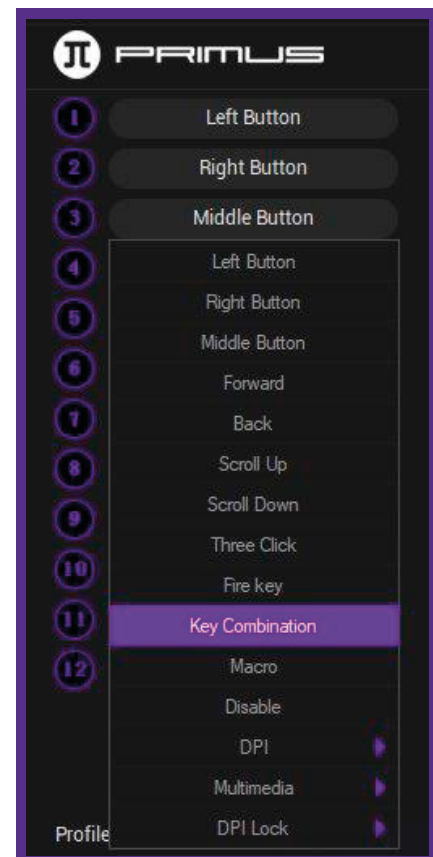 π PRIMUS
1 Left Button
2 Right Button
3 Middle Button
4 Left Button
5 Right Button
Middle Button
6 Forward
7 Back
8 Scroll Up
9 Scroll Down
10 Three Click
Fire key
11 Key Combination
12 Macro
Disable
DPI
Multimedia
Profile DPI Lock